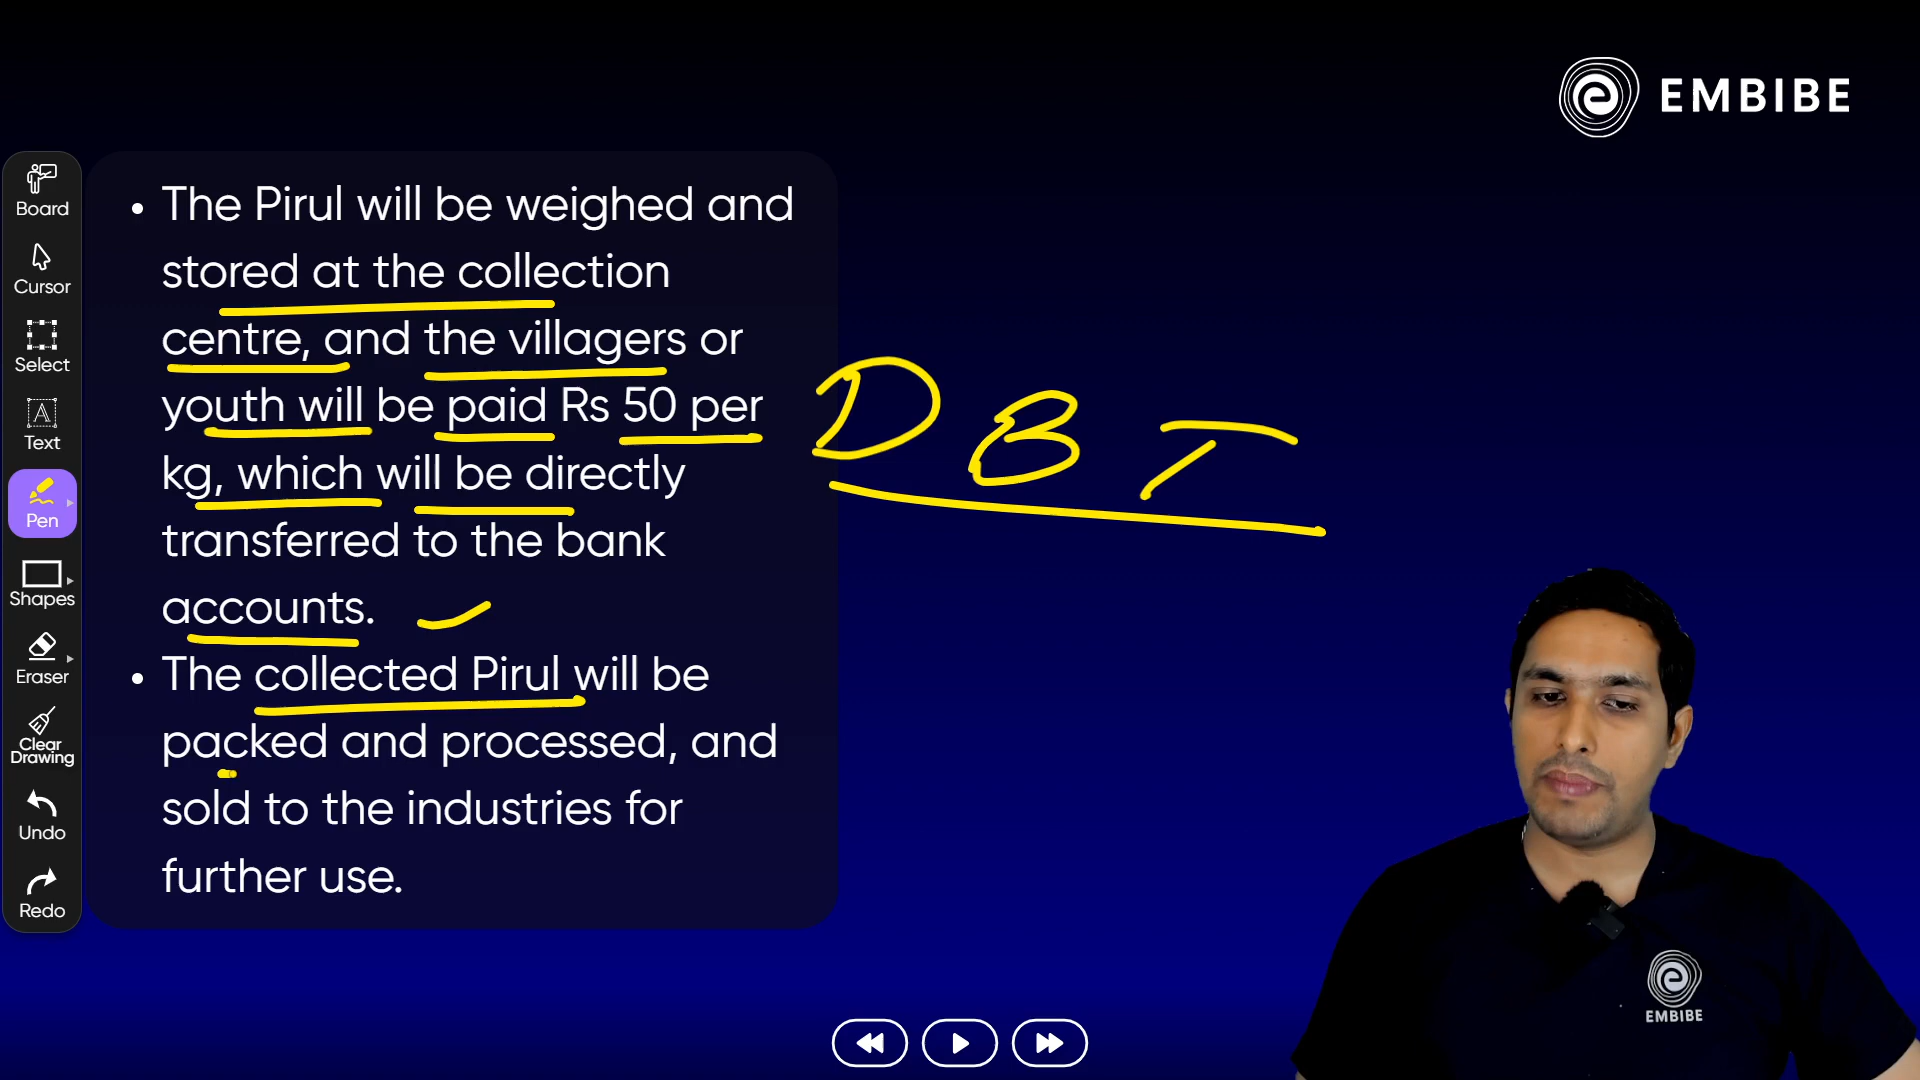 EMBIBE
Board
Cursor
Select
Text
Pen
Shapes
Eraser
Clear
Drawing
Undo
Redo
• The Pirul will be weighed and
stored at the collection
centre, and the villagers or
youth will be paid Rs 50 per
kg, which will be directly
transferred to the bank
accounts.
• The collected Pirul will be
packed and processed, and
sold to the industries for
further use.
DBT
EMBIBE